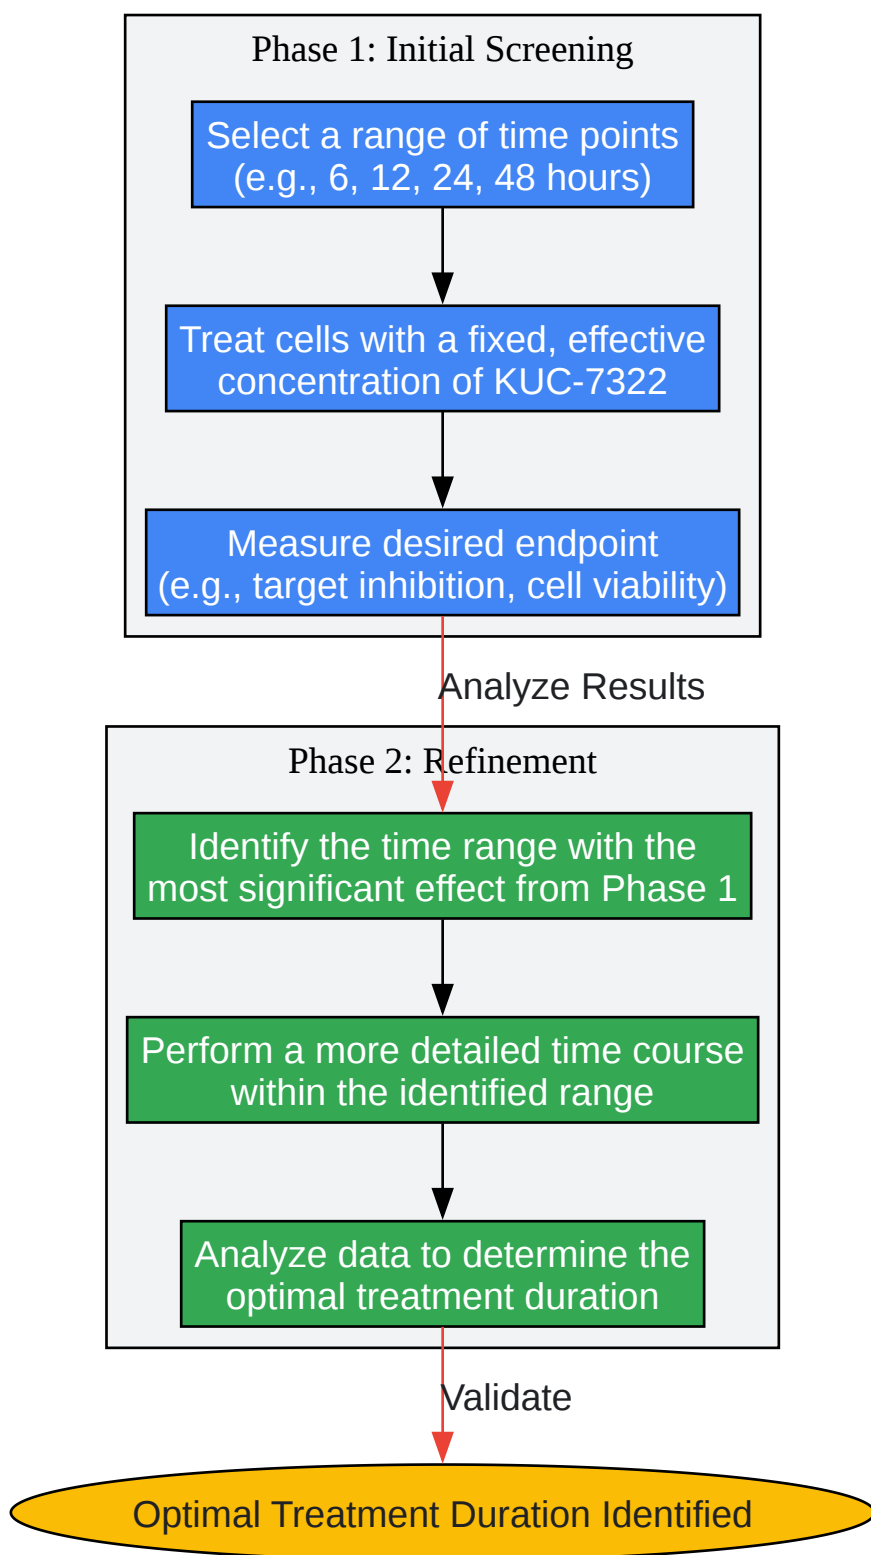 Phase 1: Initial Screening
Select a range of time points
(e.g., 6, 12, 24, 48 hours)
Treat cells with a fixed, effective
concentration of KUC-7322
Measure desired endpoint
(e.g., target inhibition, cell viability)
Analyze Results
Phase 2: Refinement
Identify the time range with the
most significant effect from Phase 1
Perform a more detailed time course
within the identified range
Analyze data to determine the
optimal treatment duration
Validate
Optimal Treatment Duration Identified